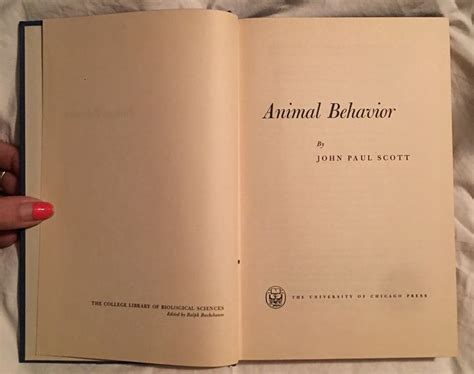 THE COLLEGE LIBRARY OF BIOLOGICAL SCIENCES
Edited by Ralph Buchsbaum
Animal Behavior
By
JOHN PAUL SCOTT
THE UNIVERSITY OF CHICAGO PRESS